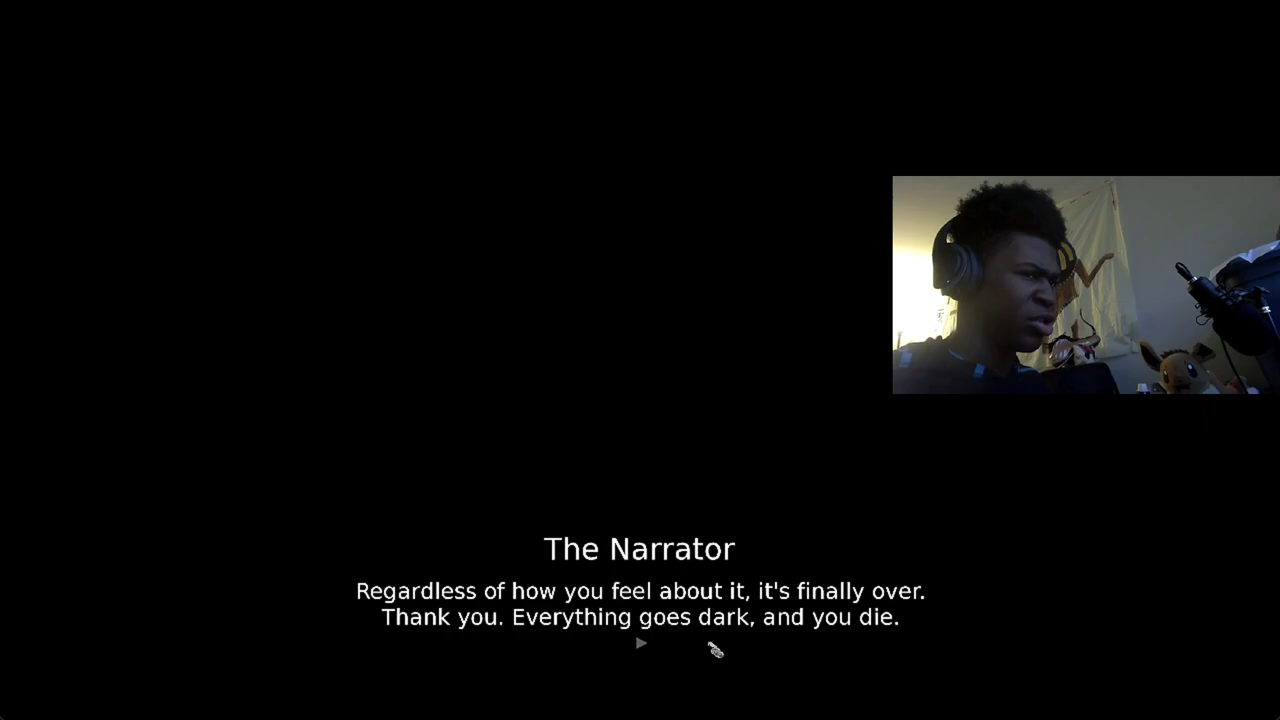 The Narrator
Regardless of how you feel about it, it's finally over.
Thank you. Everything goes dark, and you die.